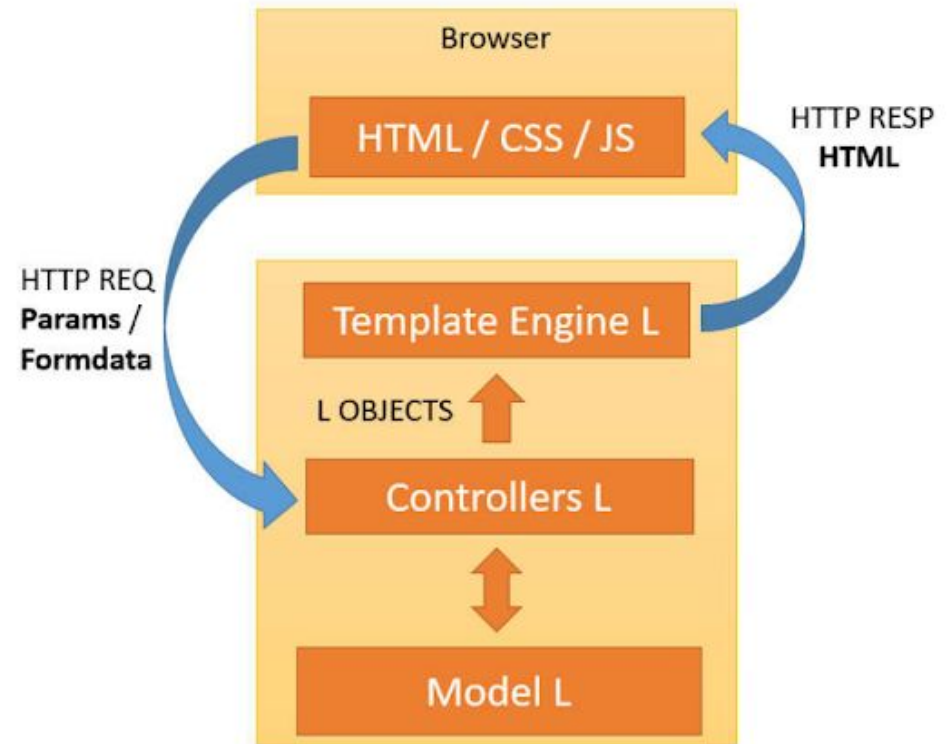 Browser
HTML / CSS / JS
HTTP RESP
HTML
HTTP REQ
Params /
Formdata
Template Engine L
L OBJECTS
Controllers L
Model L